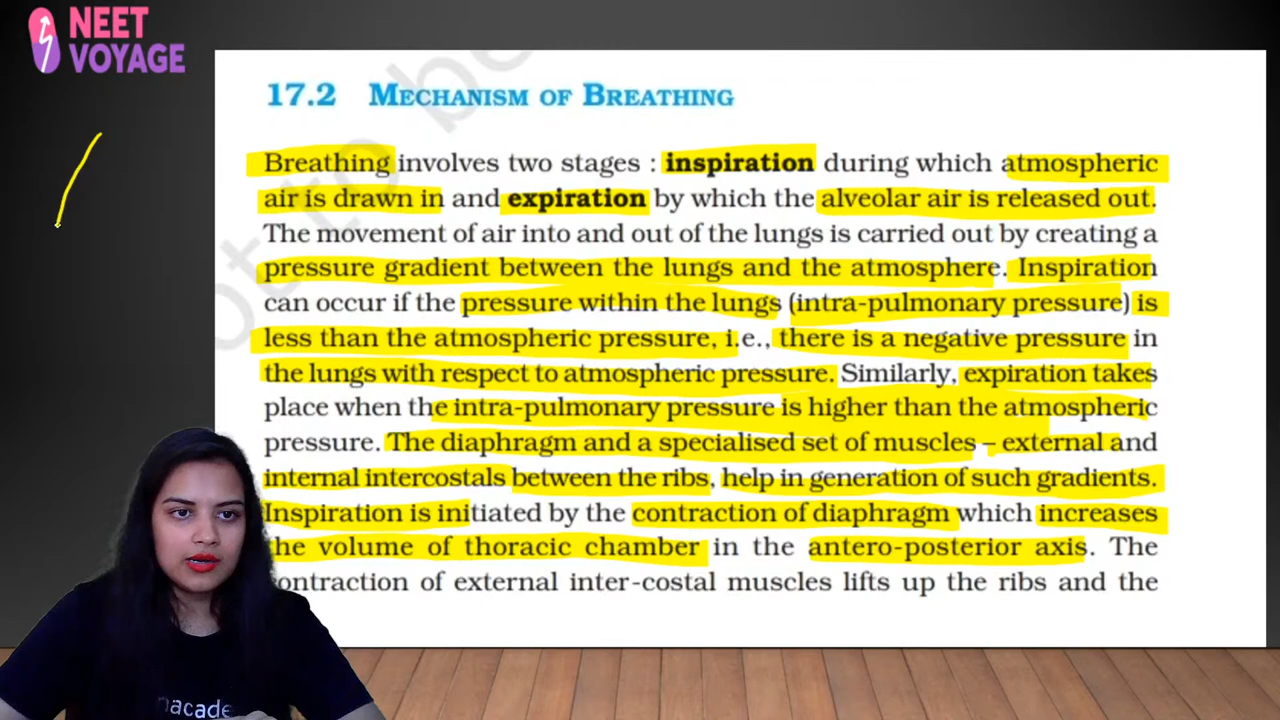 NEET
VOYAGE
17.2 MECHANISM OF BREATHING
Breathing involves two stages : inspiration during which atmospheric
air is drawn in and expiration by which the alveolar air is released out.
The movement of air into and out of the lungs is carried out by creating a
pressure gradient between the lungs and the atmosphere. Inspiration
can occur if the pressure within the lungs (intra-pulmonary pressure) is
less than the atmospheric pressure, i.e., there is a negative pressure in
the lungs with respect to atmospheric pressure. Similarly, expiration takes
place when the intra-pulmonary pressure is higher than the atmospheric
pressure. The diaphragm and a specialised set of muscles – external and
internal intercostals between the ribs, help in generation of such gradients.
Inspiration is initiated by the contraction of diaphragm which increases
the volume of thoracic chamber in the antero-posterior axis. The
contraction of external inter-costal muscles lifts up the ribs and the